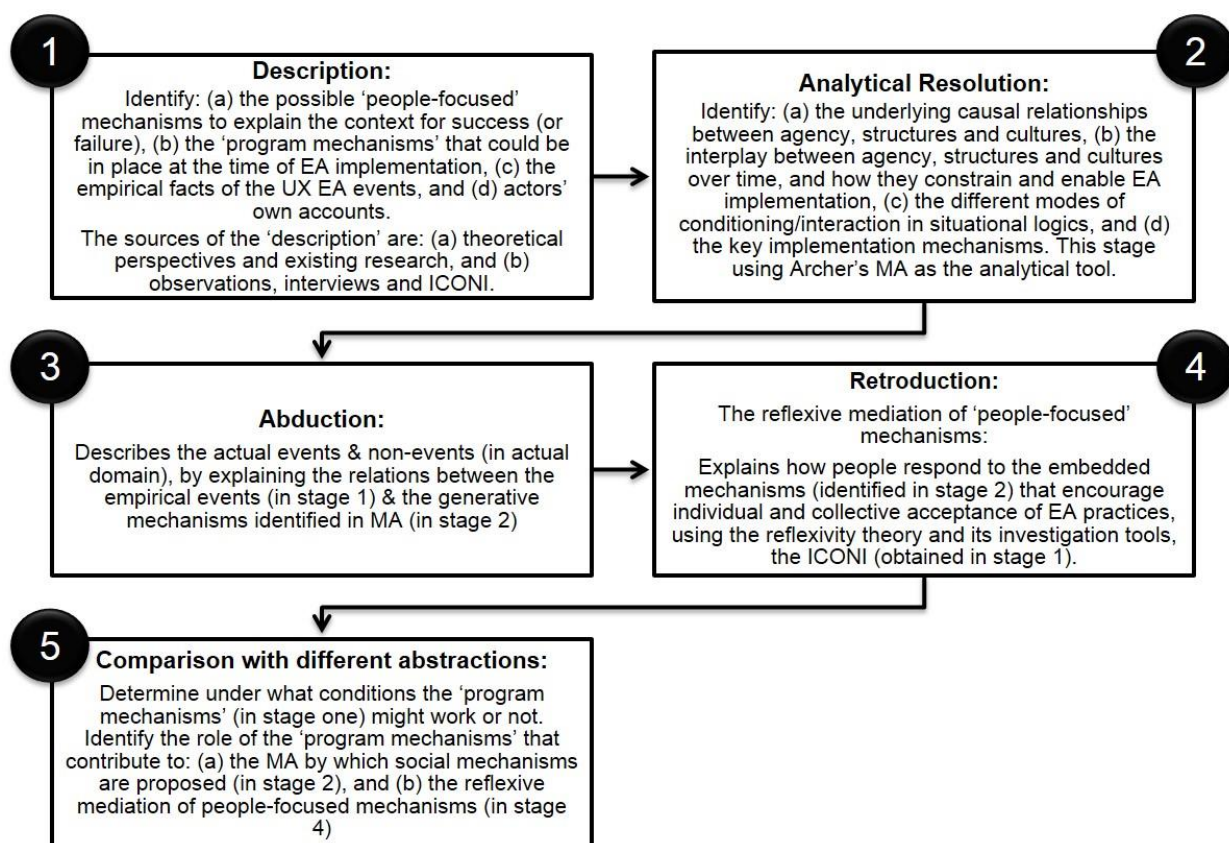 1
Description:
Identify: (a) the possible ‘people-focused’
mechanisms to explain the context for success (or
failure), (b) the ‘program mechanisms’ that could be
in place at the time of EA implementation, (c) the
empirical facts of the UX EA events, and (d) actors’
own accounts.
The sources of the ‘description’ are: (a) theoretical
perspectives and existing research, and (b)
observations, interviews and ICONI.
2
Analytical Resolution:
Identify: (a) the underlying causal relationships
between agency, structures and cultures, (b) the
interplay between agency, structures and cultures
over time, and how they constrain and enable EA
implementation, (c) the different modes of
conditioning/interaction in situational logics, and (d)
the key implementation mechanisms. This stage
using Archer’s MA as the analytical tool.
3
Abduction:
Describes the actual events & non-events (in actual
domain), by explaining the relations between the
empirical events (in stage 1) & the generative
mechanisms identified in MA (in stage 2)
4
Retroduction:
The reflexive mediation of ‘people-focused’
mechanisms:
Explains how people respond to the embedded
mechanisms (identified in stage 2) that encourage
individual and collective acceptance of EA practices,
using the reflexivity theory and its investigation tools,
the ICONI (obtained in stage 1).
5
Comparison with different abstractions:
Determine under what conditions the ‘program
mechanisms’ (in stage one) might work or not.
Identify the role of the ‘program mechanisms’ that
contribute to: (a) the MA by which social mechanisms
are proposed (in stage 2), and (b) the reflexive
mediation of people-focused mechanisms (in stage
4)